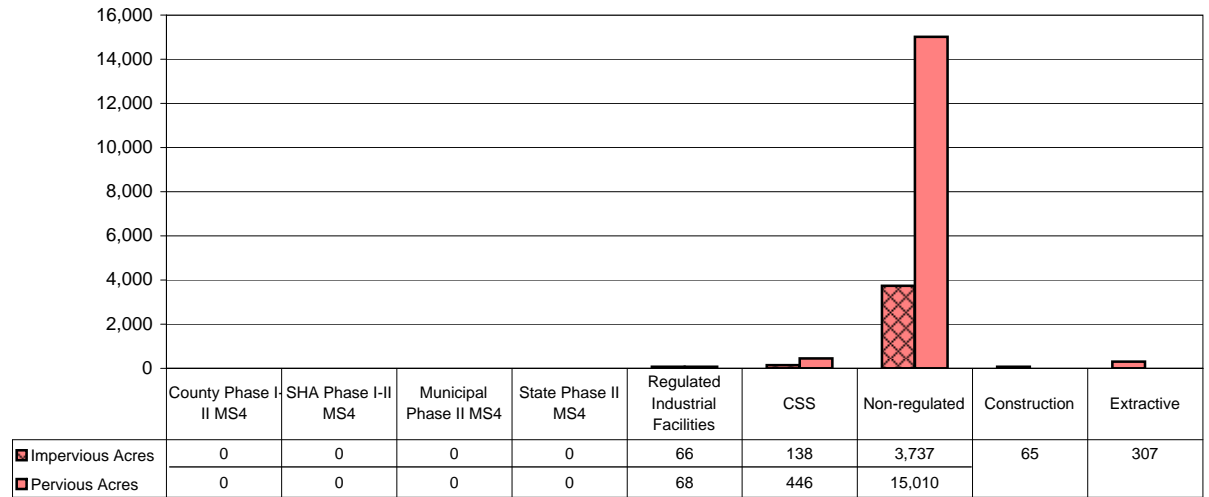 16,000
14,000
12,000
10,000
8,000
6,000
4,000
2,000
0
County Phase I-
II MS4
SHA Phase I-II
MS4
Municipal
Phase II MS4
State Phase II
MS4
Regulated
Industrial
Facilities
CSS
Non-regulated
Construction
Extractive
Impervious Acres 0 0 0 0 66 138 3,737 65 307
Pervious Acres 0 0 0 0 68 446 15,010